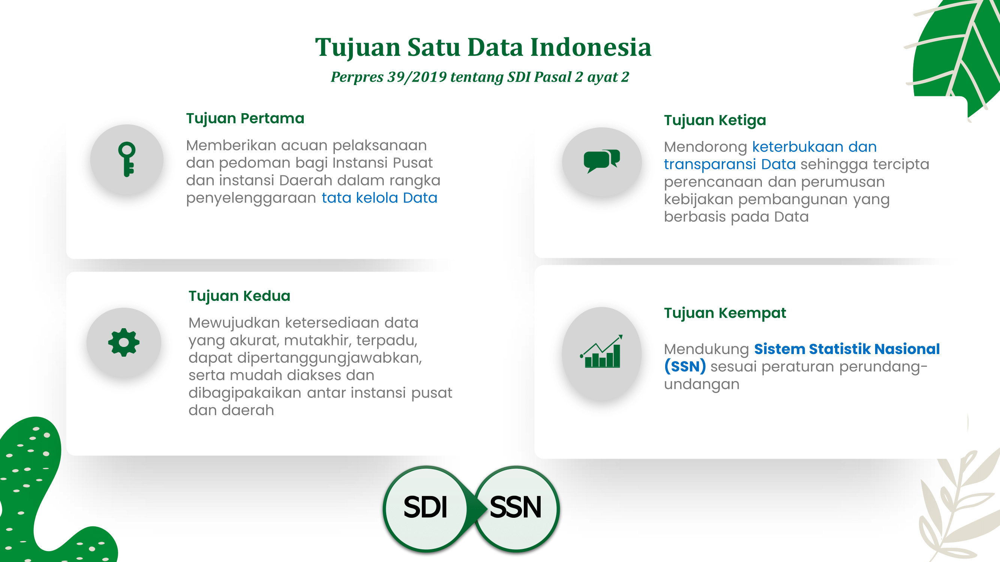 Tujuan Satu Data Indonesia
Perpres 39/2019 tentang SDI Pasal 2 ayat 2
Tujuan Pertama
Memberikan acuan pelaksanaan
dan pedoman bagi Instansi Pusat
dan instansi Daerah dalam rangka
penyelenggaraan tata kelola Data
Tujuan Kedua
Mewujudkan ketersediaan data
yang akurat, mutakhir, terpadu,
dapat dipertanggungjawabkan,
serta mudah diakses dan
dibagipakaikan antar instansi pusat
dan daerah
Tujuan Ketiga
Mendorong keterbukaan dan
transparansi Data sehingga tercipta
perencanaan dan perumusan
kebijakan pembangunan yang
berbasis pada Data
Tujuan Keempat
Mendukung Sistem Statistik Nasional
(SSN) sesuai peraturan perundang-
undangan
SDI
SSN